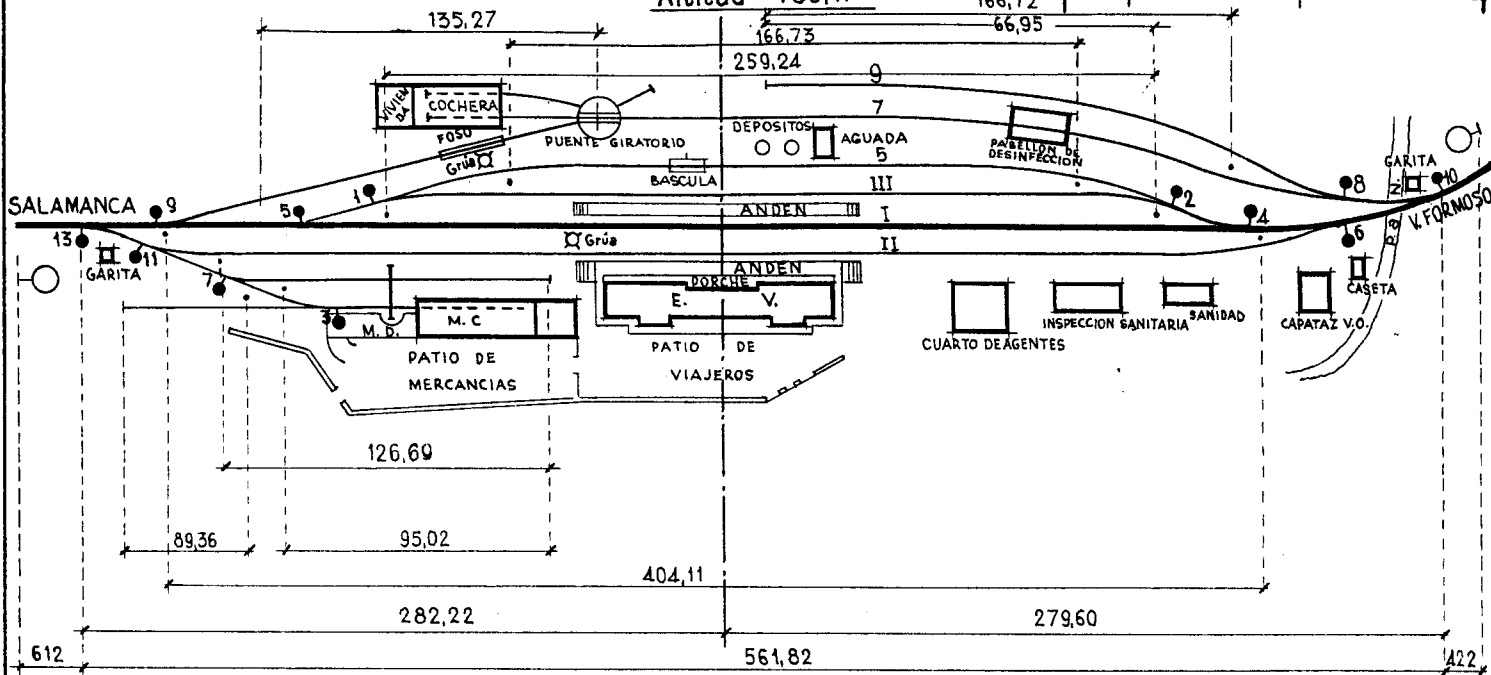 135,27
166,72
66,95
166,73
259,24
9
7
VIVIENDA
COCHERA
FOSO
Grúa
PUENTE GIRATORIO
DEPOSITOS
AGUADA
PABELLON DE
DESINFECCION
5
BASCULA
III
GARITA
P. a N.
SALAMANCA
9
5
1
ANDEN
I
2
4
8
10
6
V. FORMOSO
13
11
GARITA
7
3
Grúa
II
ANDEN
PORCHE
E. V.
M. D.
M. C
CUARTO DE AGENTES
INSPECCION SANITARIA
SANIDAD
CAPATAZ V.O.
CASETA
PATIO DE
MERCANCIAS
PATIO DE
VIAJEROS
126,69
89,36
95,02
404,11
282,22
279,60
612
561,82
422